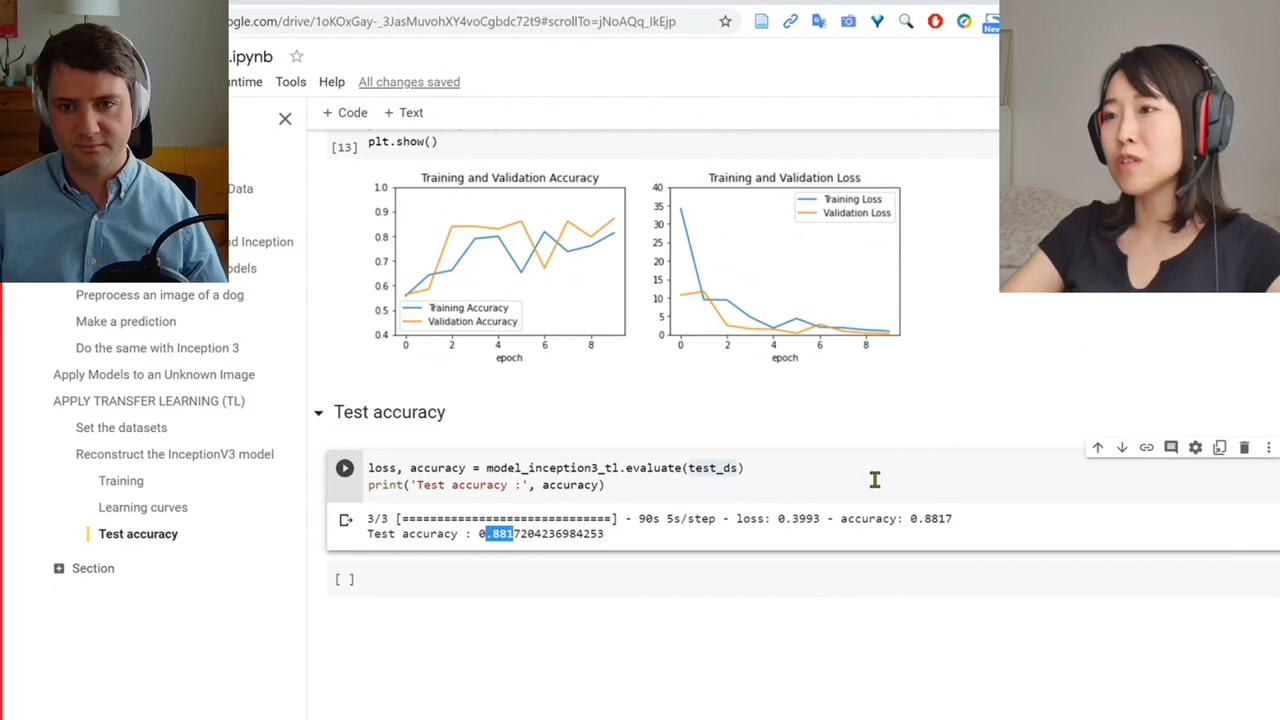 gle.com/drive/1oKOxGay-_3JasMuvohXY4voCgbdc72t9#scrollTo=jNoAQq_IkEjp
New
.ipynb
untime Tools Help All changes saved
+ Code + Text
[13] plt.show()
Training and Validation Accuracy
1.0
0.9
0.8
0.7
0.6
0.5
0.4
Training Accuracy
Validation Accuracy
0 2 4 6 8
epoch
Training and Validation Loss
40
35
30
25
20
15
10
5
0
Training Loss
Validation Loss
0 2 4 6 8
epoch
Data
nd Inception
odels
Preprocess an image of a dog
Make a prediction
Do the same with Inception 3
Apply Models to an Unknown Image
APPLY TRANSFER LEARNING (TL)
Set the datasets
Reconstruct the InceptionV3 model
Training
Learning curves
Test accuracy
Section
Test accuracy
loss, accuracy = model_inception3_tl.evaluate(test_ds)
print('Test accuracy :', accuracy)
3/3 [==============================] - 90s 5s/step - loss: 0.3993 - accuracy: 0.8817
Test accuracy : 0.8817204236984253
[ ]